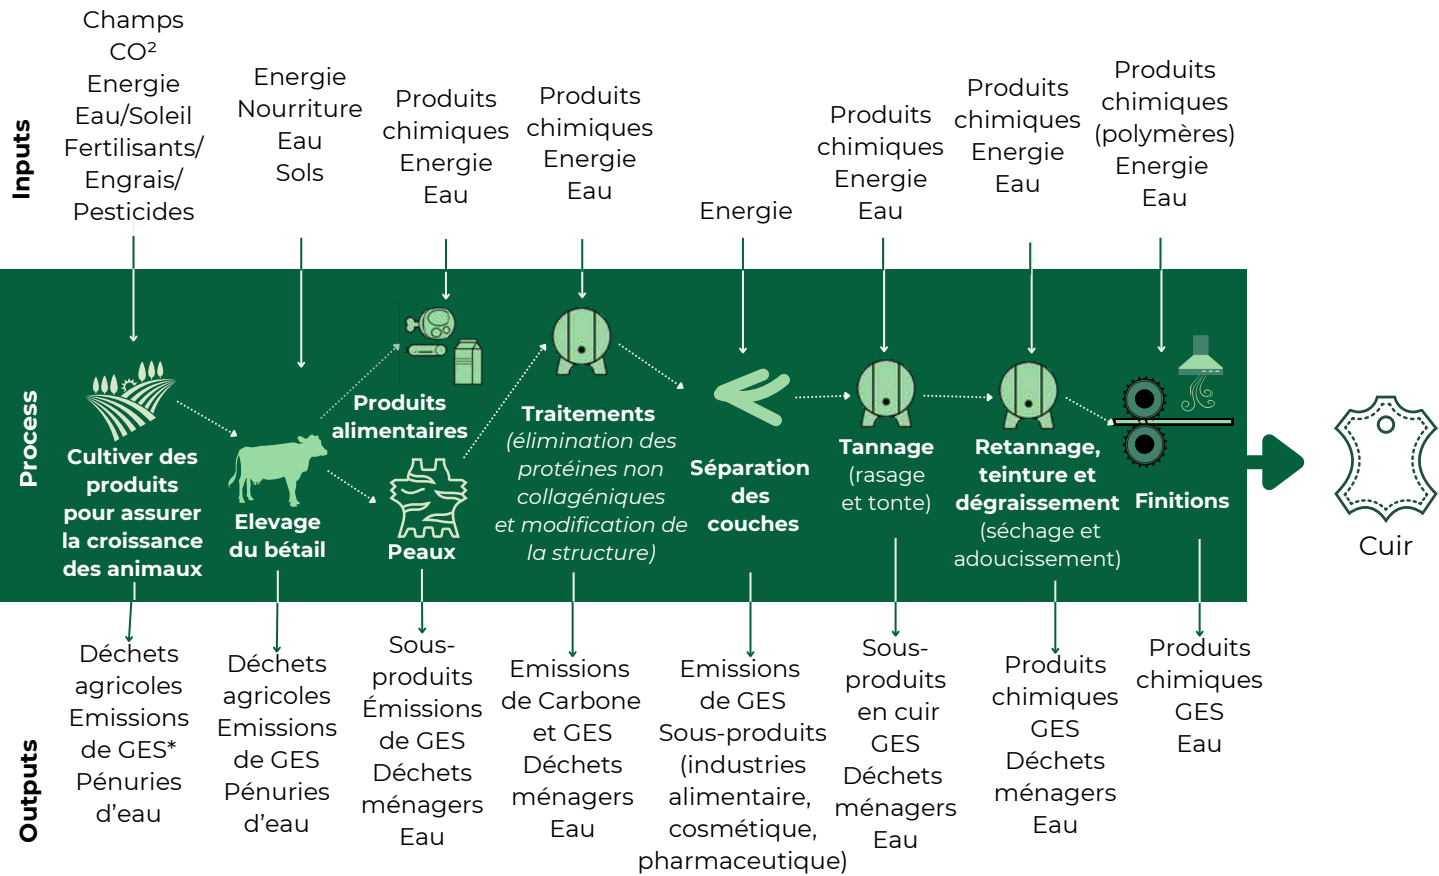 Inputs
Champs
CO²
Energie
Eau/Soleil
Fertilisants/
Engrais/
Pesticides
Energie
Nourriture
Eau
Sols
Produits
chimiques
Energie
Eau
Produits
chimiques
Energie
Eau
Energie
Produits
chimiques
Energie
Eau
Produits
chimiques
Energie
Eau
Produits
chimiques
(polymères)
Energie
Eau
Process
Cultiver des
produits
pour assurer
la croissance
des animaux
Elevage
du bétail
Produits
alimentaires
Peaux
Traitements
(élimination des
protéines non
collagéniques
et modification de
la structure)
Séparation
des
couches
Tannage
(rasage
et tonte)
Retannage,
teinture et
dégraissement
(séchage et
adoucissement)
Finitions
Cuir
Outputs
Déchets
agricoles
Emissions
de GES*
Pénuries
d’eau
Déchets
agricoles
Emissions
de GES
Pénuries
d’eau
Sous-
produits
Émissions
de GES
Déchets
ménagers
Eau
Emissions
de Carbone
et GES
Déchets
ménagers
Eau
Emissions
de GES
Sous-produits
(industries
alimentaire,
cosmétique,
pharmaceutique)
Sous-
produits
en cuir
GES
Déchets
ménagers
Eau
Produits
chimiques
GES
Déchets
ménagers
Eau
Produits
chimiques
GES
Eau